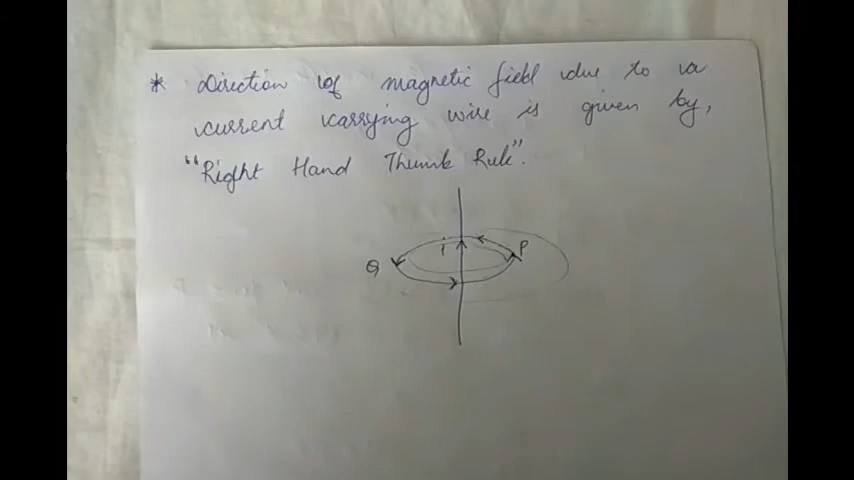 * Direction of magnetic field due to a
current carrying wire is given by,
"Right Hand Thumb Rule".
i
P
Q